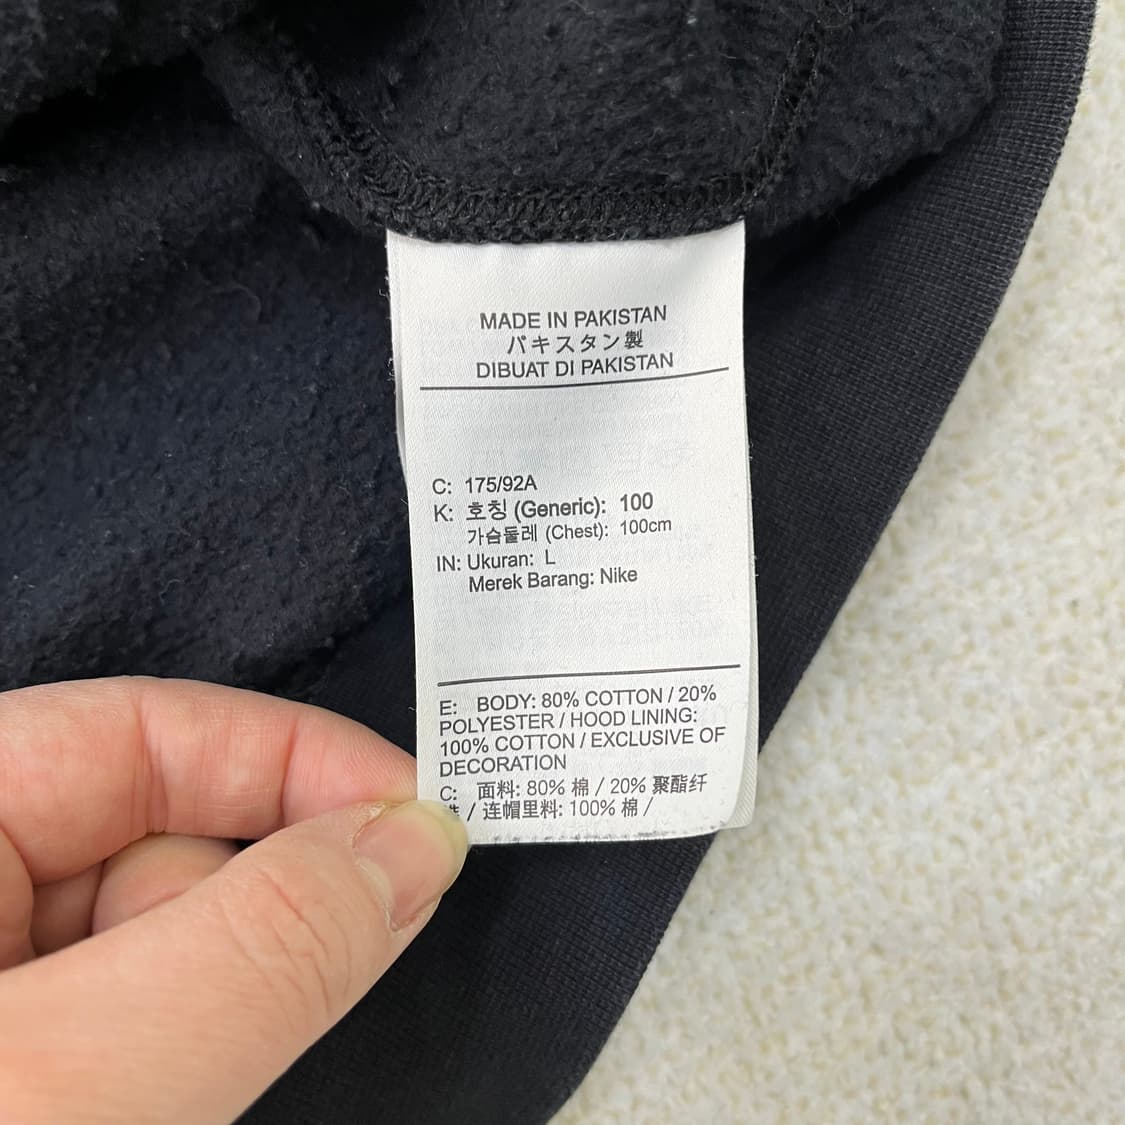 MADE IN PAKISTAN
パキスタン製
DIBUAT DI PAKISTAN
C: 175/92A
K: 호칭 (Generic): 100
가슴둘레 (Chest): 100cm
IN: Ukuran: L
Merek Barang: Nike
E: BODY: 80% COTTON / 20%
POLYESTER / HOOD LINING:
100% COTTON / EXCLUSIVE OF
DECORATION
C: 面料: 80% 棉 / 20% 聚酯纤
/ 连帽里料: 100% 棉 /